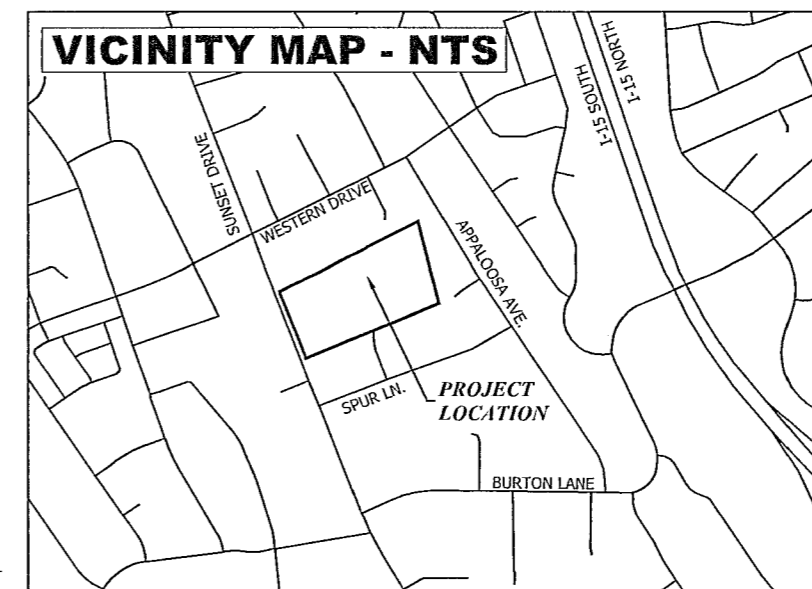 VICINITY MAP - NTS
I-15 NORTH
I-15 SOUTH
SUNSET DRIVE
WESTERN DRIVE
APPALOOSA AVE.
SPUR LN.
PROJECT
LOCATION
BURTON LANE